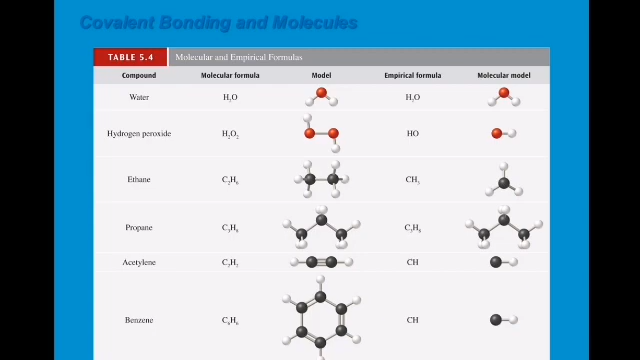 Covalent Bonding and Molecules
TABLE 5.4 Molecular and Empirical Formulas
Compound Molecular formula Model Empirical formula Molecular model
Water H₂O H₂O
Hydrogen peroxide H₂O₂ HO
Ethane C₂H₆ CH₃
Propane C₃H₈ C₃H₈
Acetylene C₂H₂ CH
Benzene C₆H₆ CH